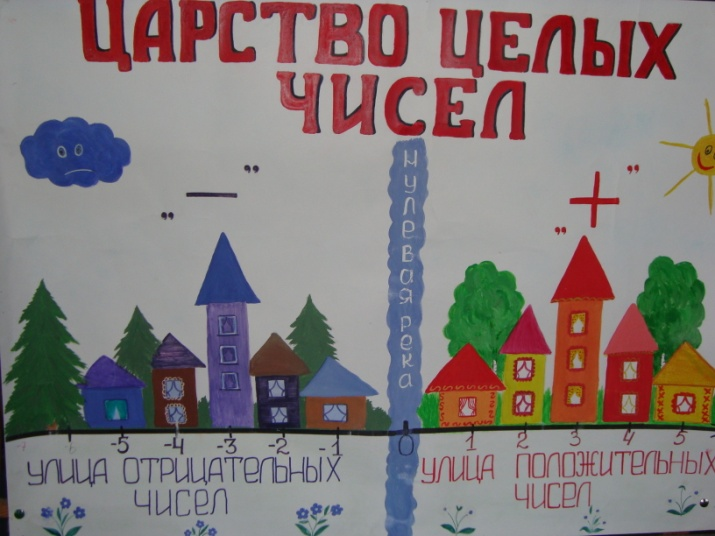 ЦАРСТВО ЦЕЛЫХ
ЧИСЕЛ
"—"
"+"
НУЛЕВАЯ РЕКА
-5 -4 -3 -2 -1 0 1 2 3 4 5
УЛИЦА ОТРИЦАТЕЛЬНЫХ
ЧИСЕЛ
УЛИЦА ПОЛОЖИТЕЛЬНЫХ
ЧИСЕЛ